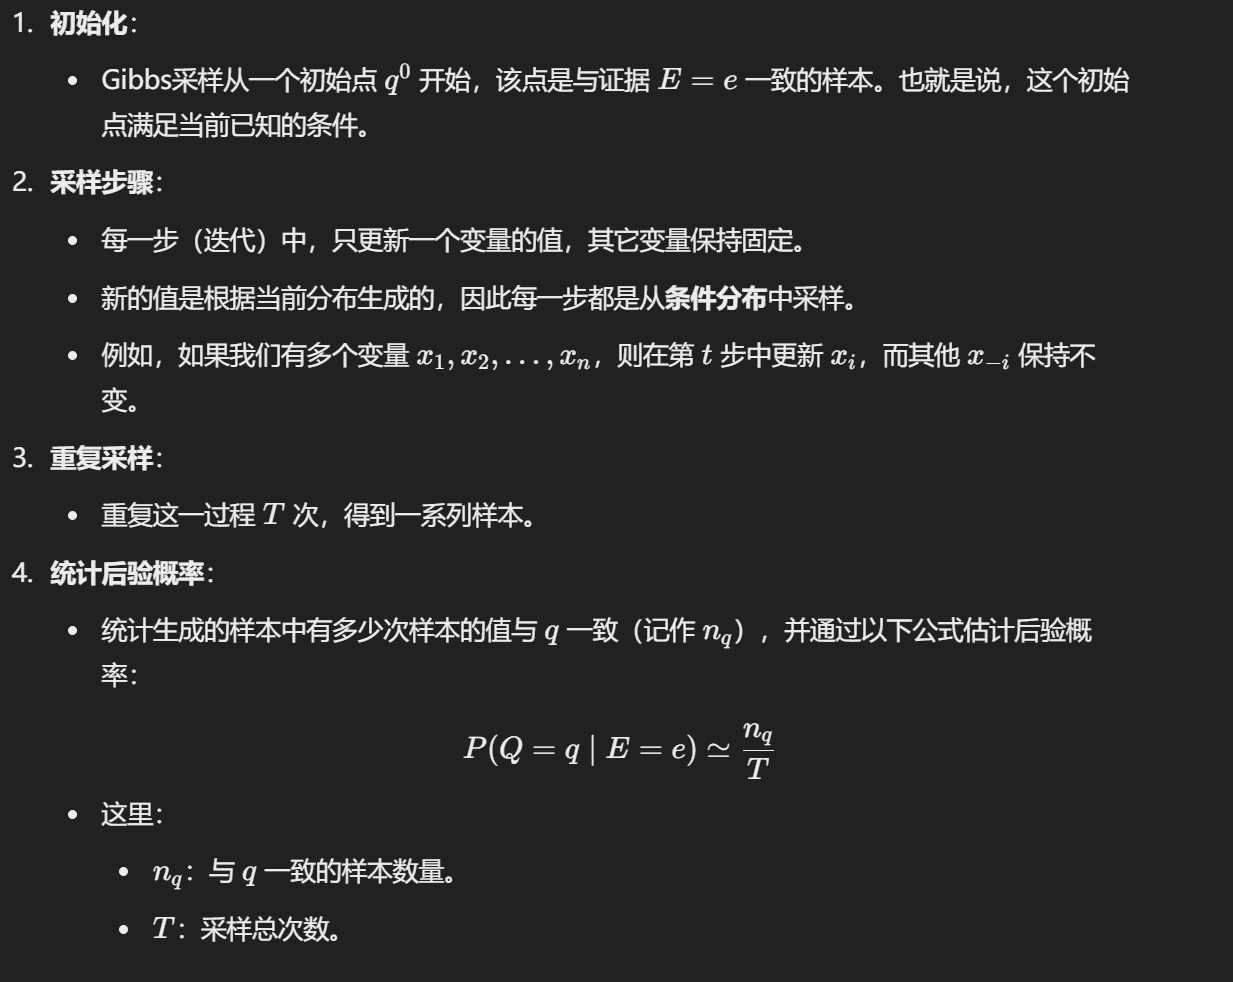 1. 初始化：
• Gibbs采样从一个初始点 q⁰ 开始，该点是与证据 E = e 一致的样本。也就是说，这个初始
点满足当前已知的条件。
2. 采样步骤：
• 每一步（迭代）中，只更新一个变量的值，其它变量保持固定。
• 新的值是根据当前分布生成的，因此每一步都是从条件分布中采样。
• 例如，如果我们有多个变量 x₁, x₂, . . . , xₙ，则在第 t 步中更新 xᵢ，而其他 x₋ᵢ 保持不
变。
3. 重复采样：
• 重复这一过程 T 次，得到一系列样本。
4. 统计后验概率：
• 统计生成的样本中有多少次样本的值与 q 一致（记作 n_q），并通过以下公式估计后验概
率：
P(Q = q | E = e) ≃ n_q / T
• 这里：
• n_q：与 q 一致的样本数量。
• T：采样总次数。